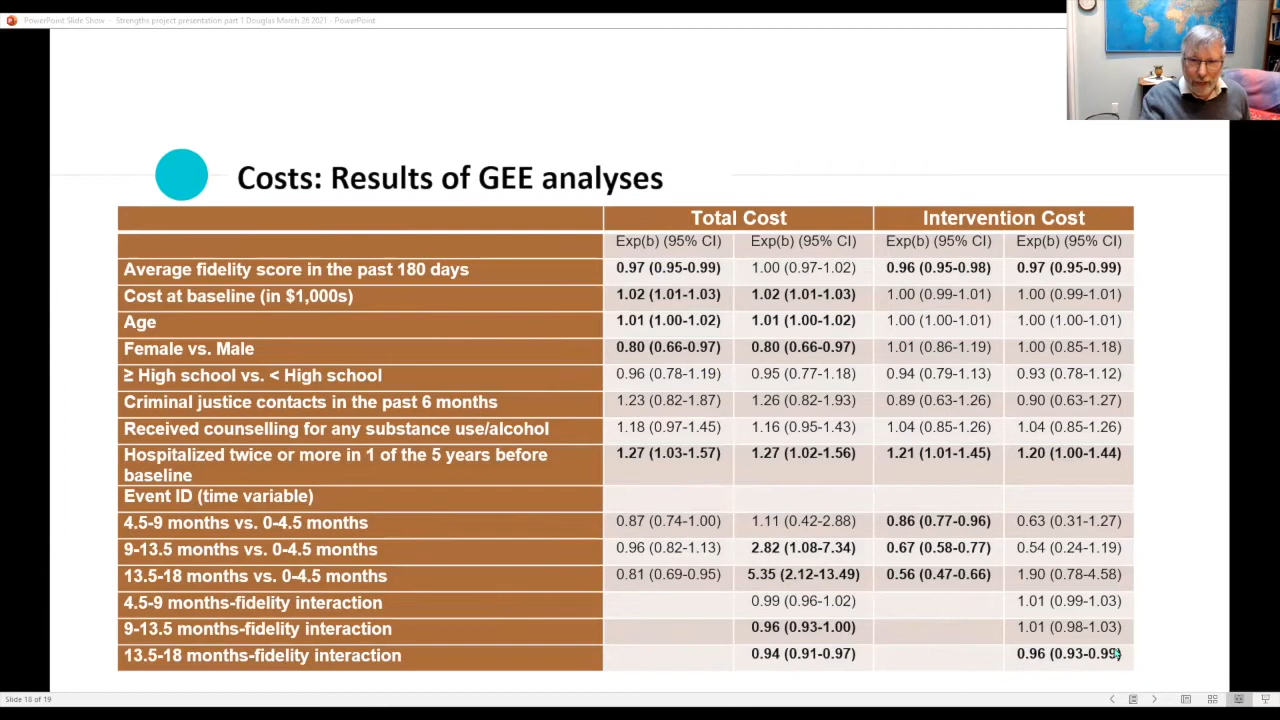 PowerPoint Slide Show - Strengths project presentation part 1 Douglas March 26 2021 - PowerPoint
Costs: Results of GEE analyses
Total Cost Intervention Cost
Exp(b) (95% CI) Exp(b) (95% CI) Exp(b) (95% CI) Exp(b) (95% CI)
Average fidelity score in the past 180 days 0.97 (0.95-0.99) 1.00 (0.97-1.02) 0.96 (0.95-0.98) 0.97 (0.95-0.99)
Cost at baseline (in $1,000s) 1.02 (1.01-1.03) 1.02 (1.01-1.03) 1.00 (0.99-1.01) 1.00 (0.99-1.01)
Age 1.01 (1.00-1.02) 1.01 (1.00-1.02) 1.00 (1.00-1.01) 1.00 (1.00-1.01)
Female vs. Male 0.80 (0.66-0.97) 0.80 (0.66-0.97) 1.01 (0.86-1.19) 1.00 (0.85-1.18)
≥ High school vs. < High school 0.96 (0.78-1.19) 0.95 (0.77-1.18) 0.94 (0.79-1.13) 0.93 (0.78-1.12)
Criminal justice contacts in the past 6 months 1.23 (0.82-1.87) 1.26 (0.82-1.93) 0.89 (0.63-1.26) 0.90 (0.63-1.27)
Received counselling for any substance use/alcohol 1.18 (0.97-1.45) 1.16 (0.95-1.43) 1.04 (0.85-1.26) 1.04 (0.85-1.26)
Hospitalized twice or more in 1 of the 5 years before 1.27 (1.03-1.57) 1.27 (1.02-1.56) 1.21 (1.01-1.45) 1.20 (1.00-1.44)
baseline
Event ID (time variable)
4.5-9 months vs. 0-4.5 months 0.87 (0.74-1.00) 1.11 (0.42-2.88) 0.86 (0.77-0.96) 0.63 (0.31-1.27)
9-13.5 months vs. 0-4.5 months 0.96 (0.82-1.13) 2.82 (1.08-7.34) 0.67 (0.58-0.77) 0.54 (0.24-1.19)
13.5-18 months vs. 0-4.5 months 0.81 (0.69-0.95) 5.35 (2.12-13.49) 0.56 (0.47-0.66) 1.90 (0.78-4.58)
4.5-9 months-fidelity interaction 0.99 (0.96-1.02) 1.01 (0.99-1.03)
9-13.5 months-fidelity interaction 0.96 (0.93-1.00) 1.01 (0.98-1.03)
13.5-18 months-fidelity interaction 0.94 (0.91-0.97) 0.96 (0.93-0.99)
Slide 18 of 19